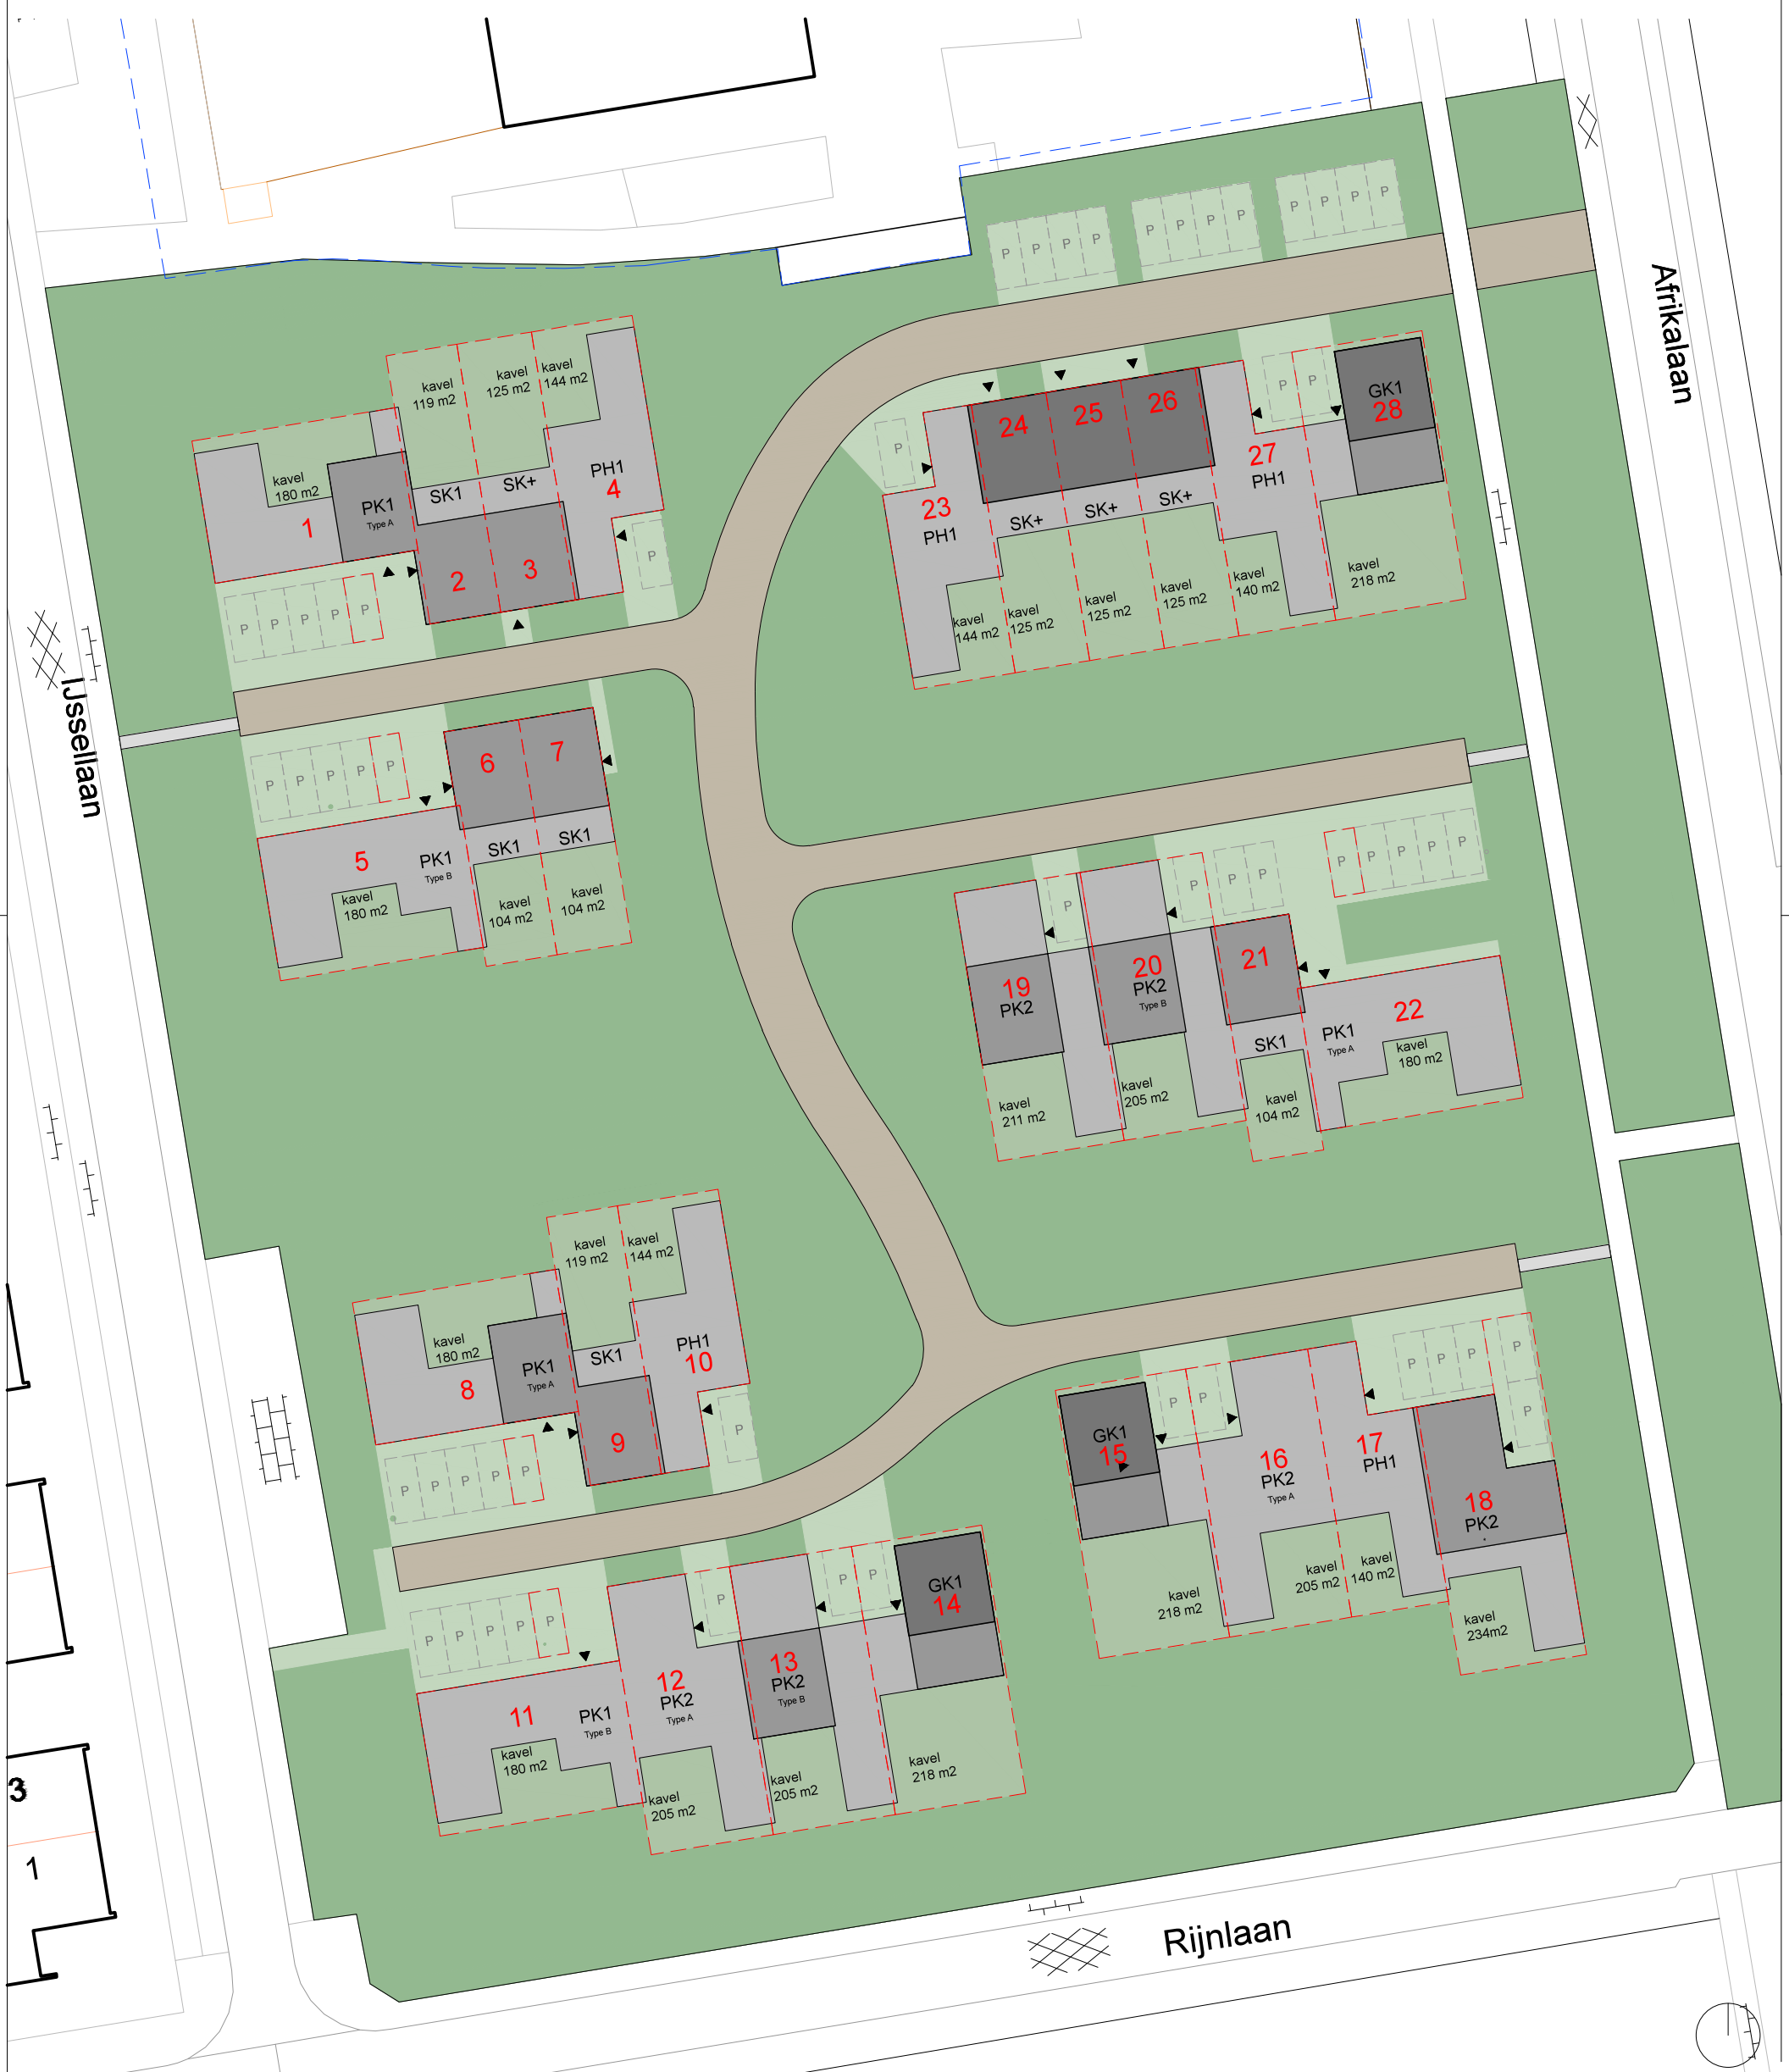 IJssellaan
Afrikalaan
Rijnlaan
P P P P
P P P P
P P P P
kavel
119 m2
kavel
125 m2
kavel
144 m2
kavel
180 m2
PK1
Type A
1
SK1
SK+
PH1
4
2
3
P
P P P P P
P
23
PH1
24
25
26
SK+
SK+
SK+
27
PH1
P P
GK1
28
kavel
144 m2
kavel
125 m2
kavel
125 m2
kavel
125 m2
kavel
140 m2
kavel
218 m2
P P P P P
6
7
5
PK1
Type B
SK1
SK1
kavel
180 m2
kavel
104 m2
kavel
104 m2
P
P P P
P P P P P
19
PK2
20
PK2
Type B
21
SK1
PK1
Type A
22
kavel
211 m2
kavel
205 m2
kavel
104 m2
kavel
180 m2
kavel
119 m2
kavel
144 m2
kavel
180 m2
PK1
Type A
8
SK1
PH1
10
9
P
P P P P P
GK1
15
P P
16
PK2
Type A
17
PH1
P P P P
P
18
PK2
kavel
218 m2
kavel
205 m2
kavel
140 m2
kavel
234m2
P P P P P
P
P P
GK1
14
11
PK1
Type B
12
PK2
Type A
13
PK2
Type B
kavel
180 m2
kavel
205 m2
kavel
205 m2
kavel
218 m2
3
1